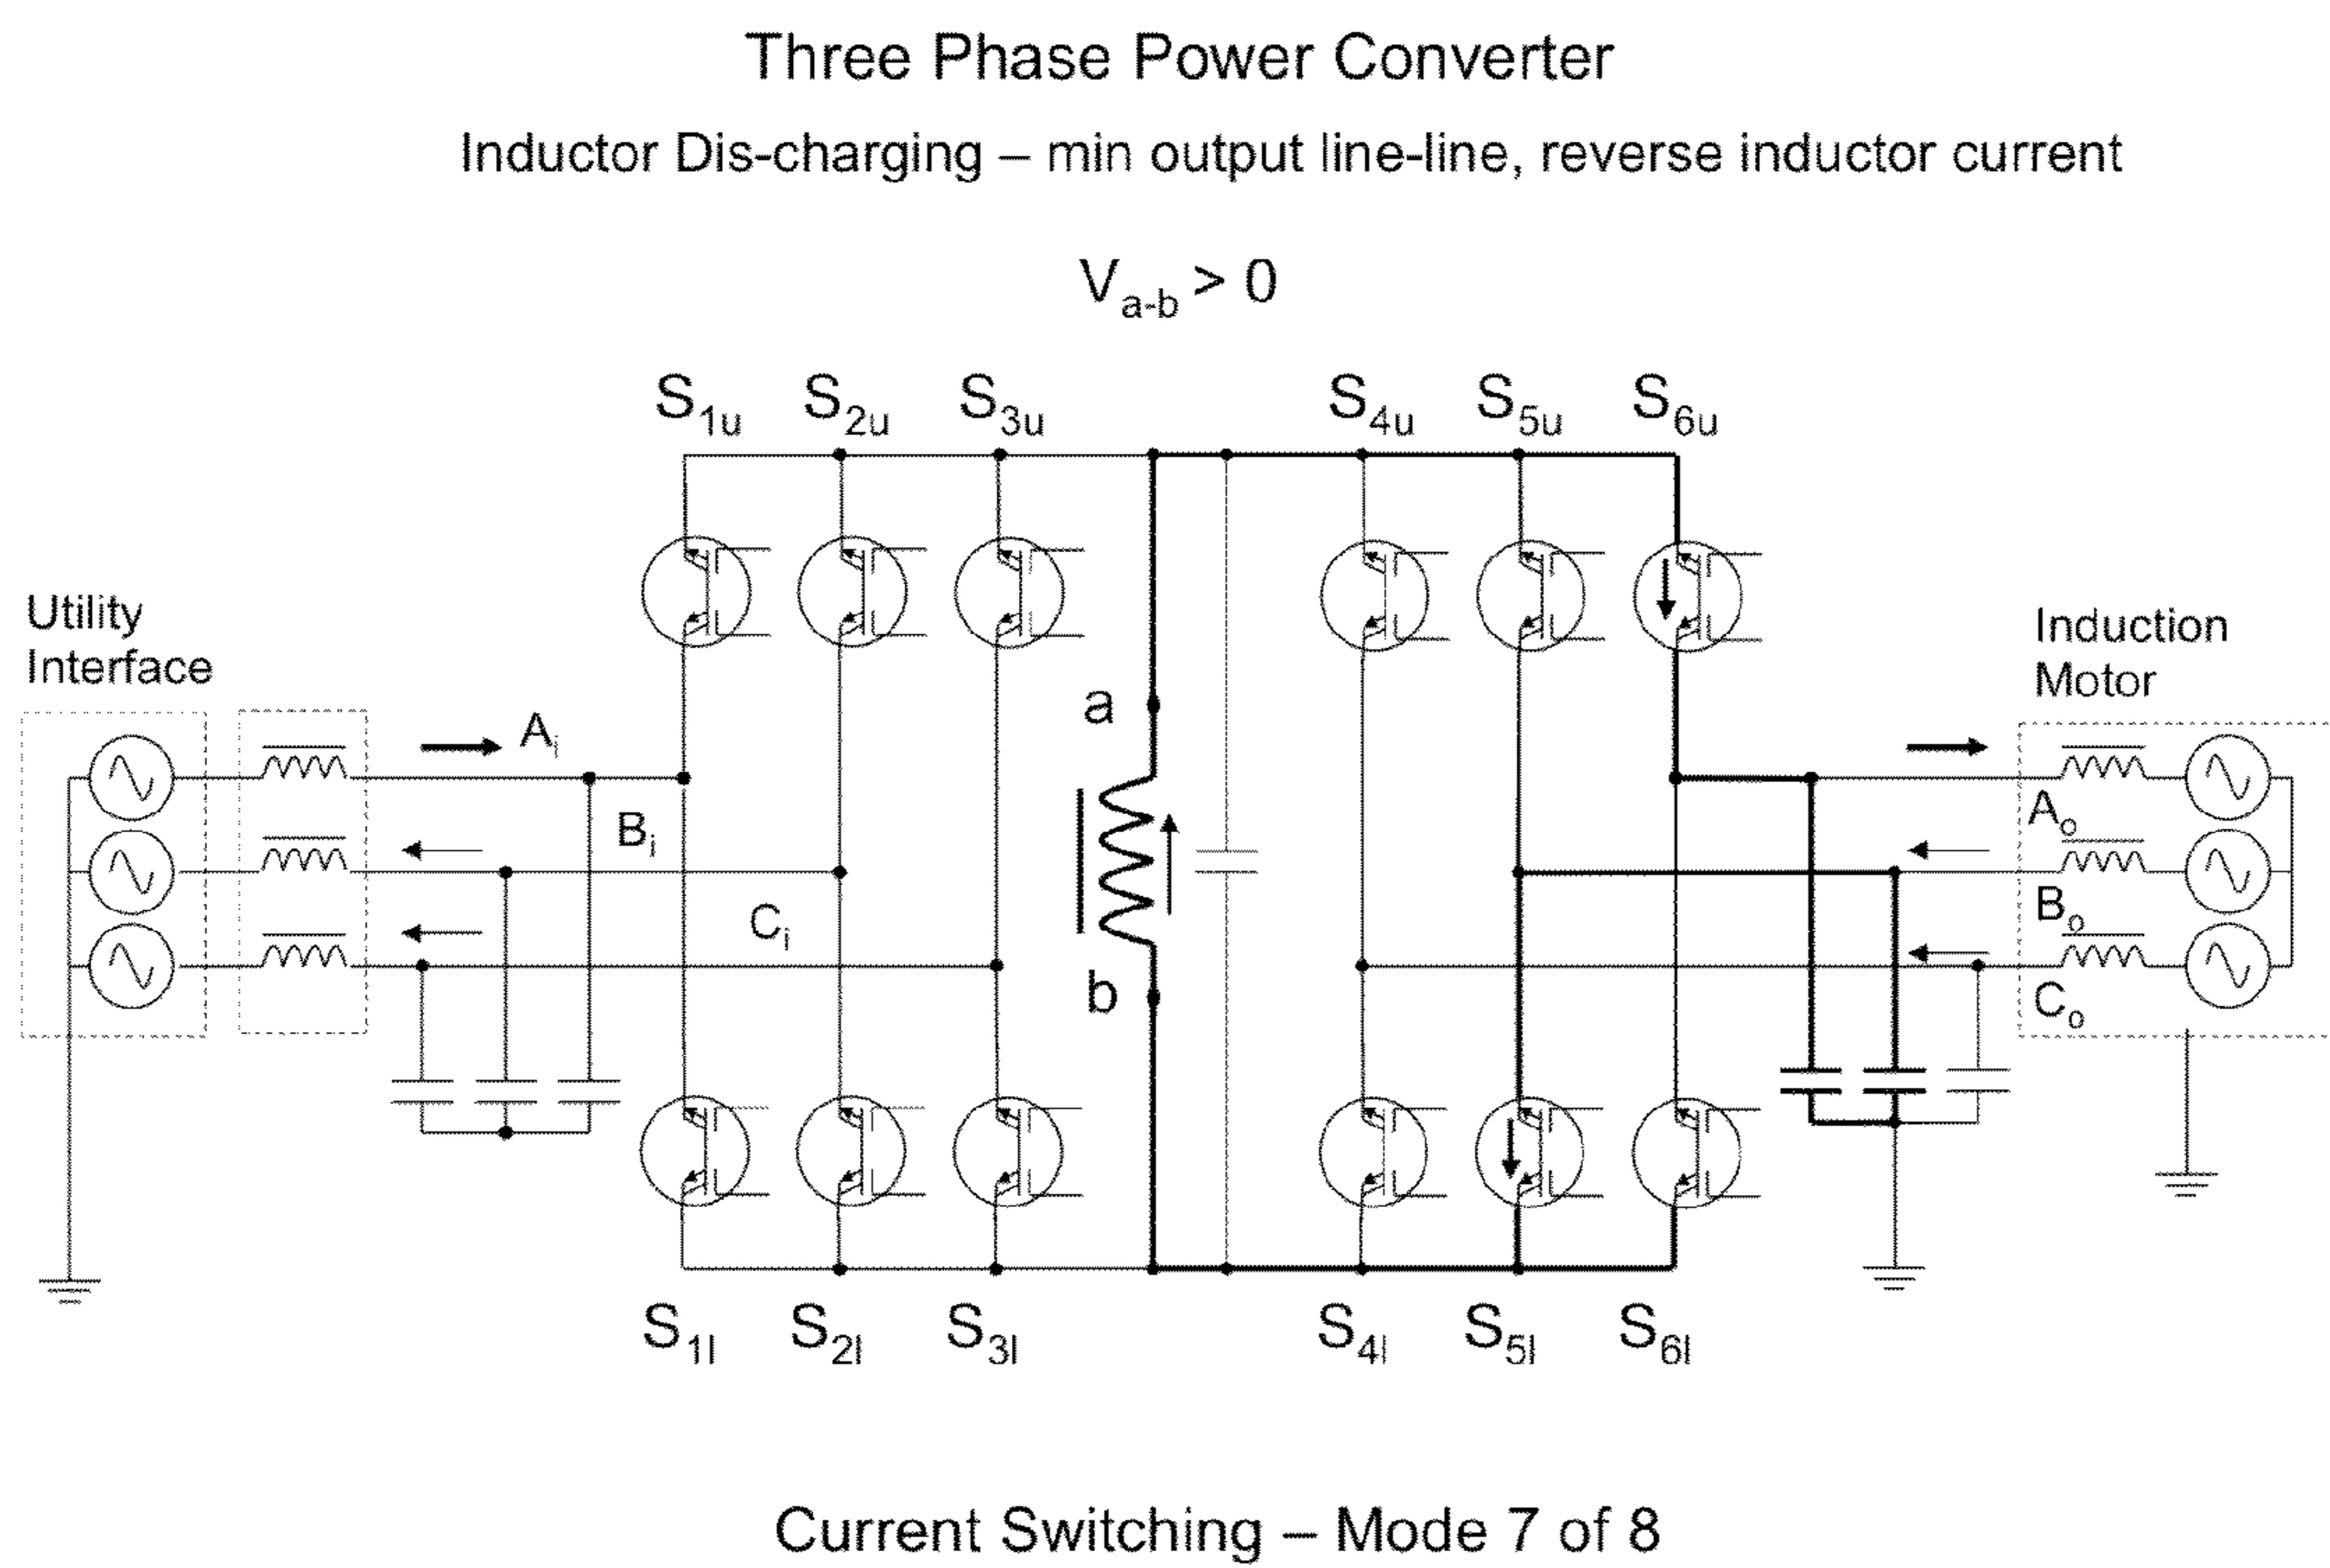 Three Phase Power Converter
Inductor Dis-charging – min output line-line, reverse inductor current
Va-b > 0
S1u S2u S3u S4u S5u S6u
Utility
Interface
Induction
Motor
Ai
Bi
Ci
a
b
Ao
Bo
Co
S1l S2l S3l S4l S5l S6l
Current Switching – Mode 7 of 8